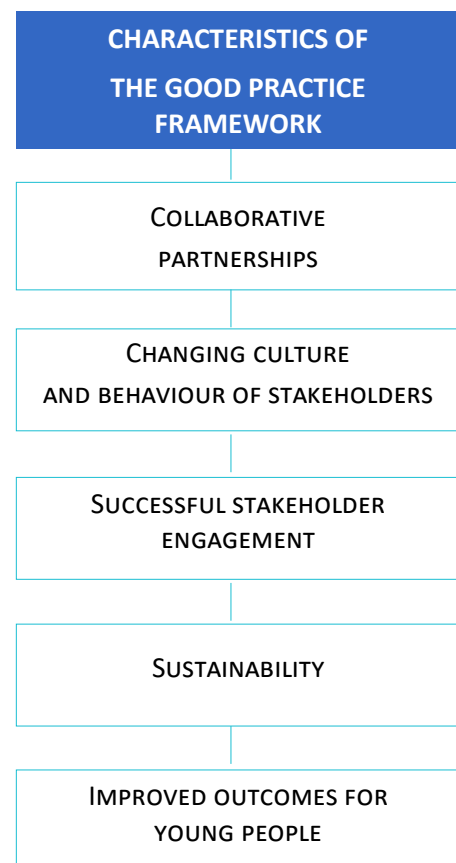 CHARACTERISTICS OF
THE GOOD PRACTICE
FRAMEWORK
COLLABORATIVE
PARTNERSHIPS
CHANGING CULTURE
AND BEHAVIOUR OF STAKEHOLDERS
SUCCESSFUL STAKEHOLDER
ENGAGEMENT
SUSTAINABILITY
IMPROVED OUTCOMES FOR
YOUNG PEOPLE